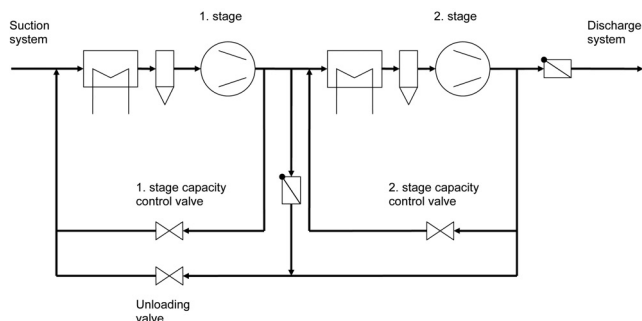 Suction
system
1. stage
2. stage
Discharge
system
1. stage capacity
control valve
2. stage capacity
control valve
Unloading
valve